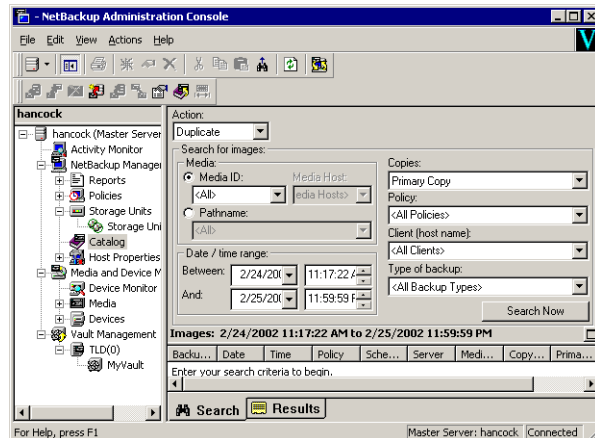 - NetBackup Administration Console
File Edit View Actions Help
hancock
hancock (Master Server
Activity Monitor
NetBackup Manager
Reports
Policies
Storage Units
Storage Uni
Catalog
Host Properties
Media and Device M
Device Monitor
Media
Devices
Vault Management
TLD(0)
MyVault
Action:
Duplicate
Search for images:
Media:
Media ID:
Media Host:
<All>
edia Hosts>
Pathname:
<All>
Date / time range:
Between:
2/24/200
11:17:22 A
And:
2/25/200
11:59:59 P
Copies:
Primary Copy
Policy:
<All Policies>
Client (host name):
<All Clients>
Type of backup:
<All Backup Types>
Search Now
Images: 2/24/2002 11:17:22 AM to 2/25/2002 11:59:59 PM
Backu... Date Time Policy Sche... Server Medi... Copy... Prima...
Enter your search criteria to begin.
Search Results
For Help, press F1
Master Server: hancock Connected